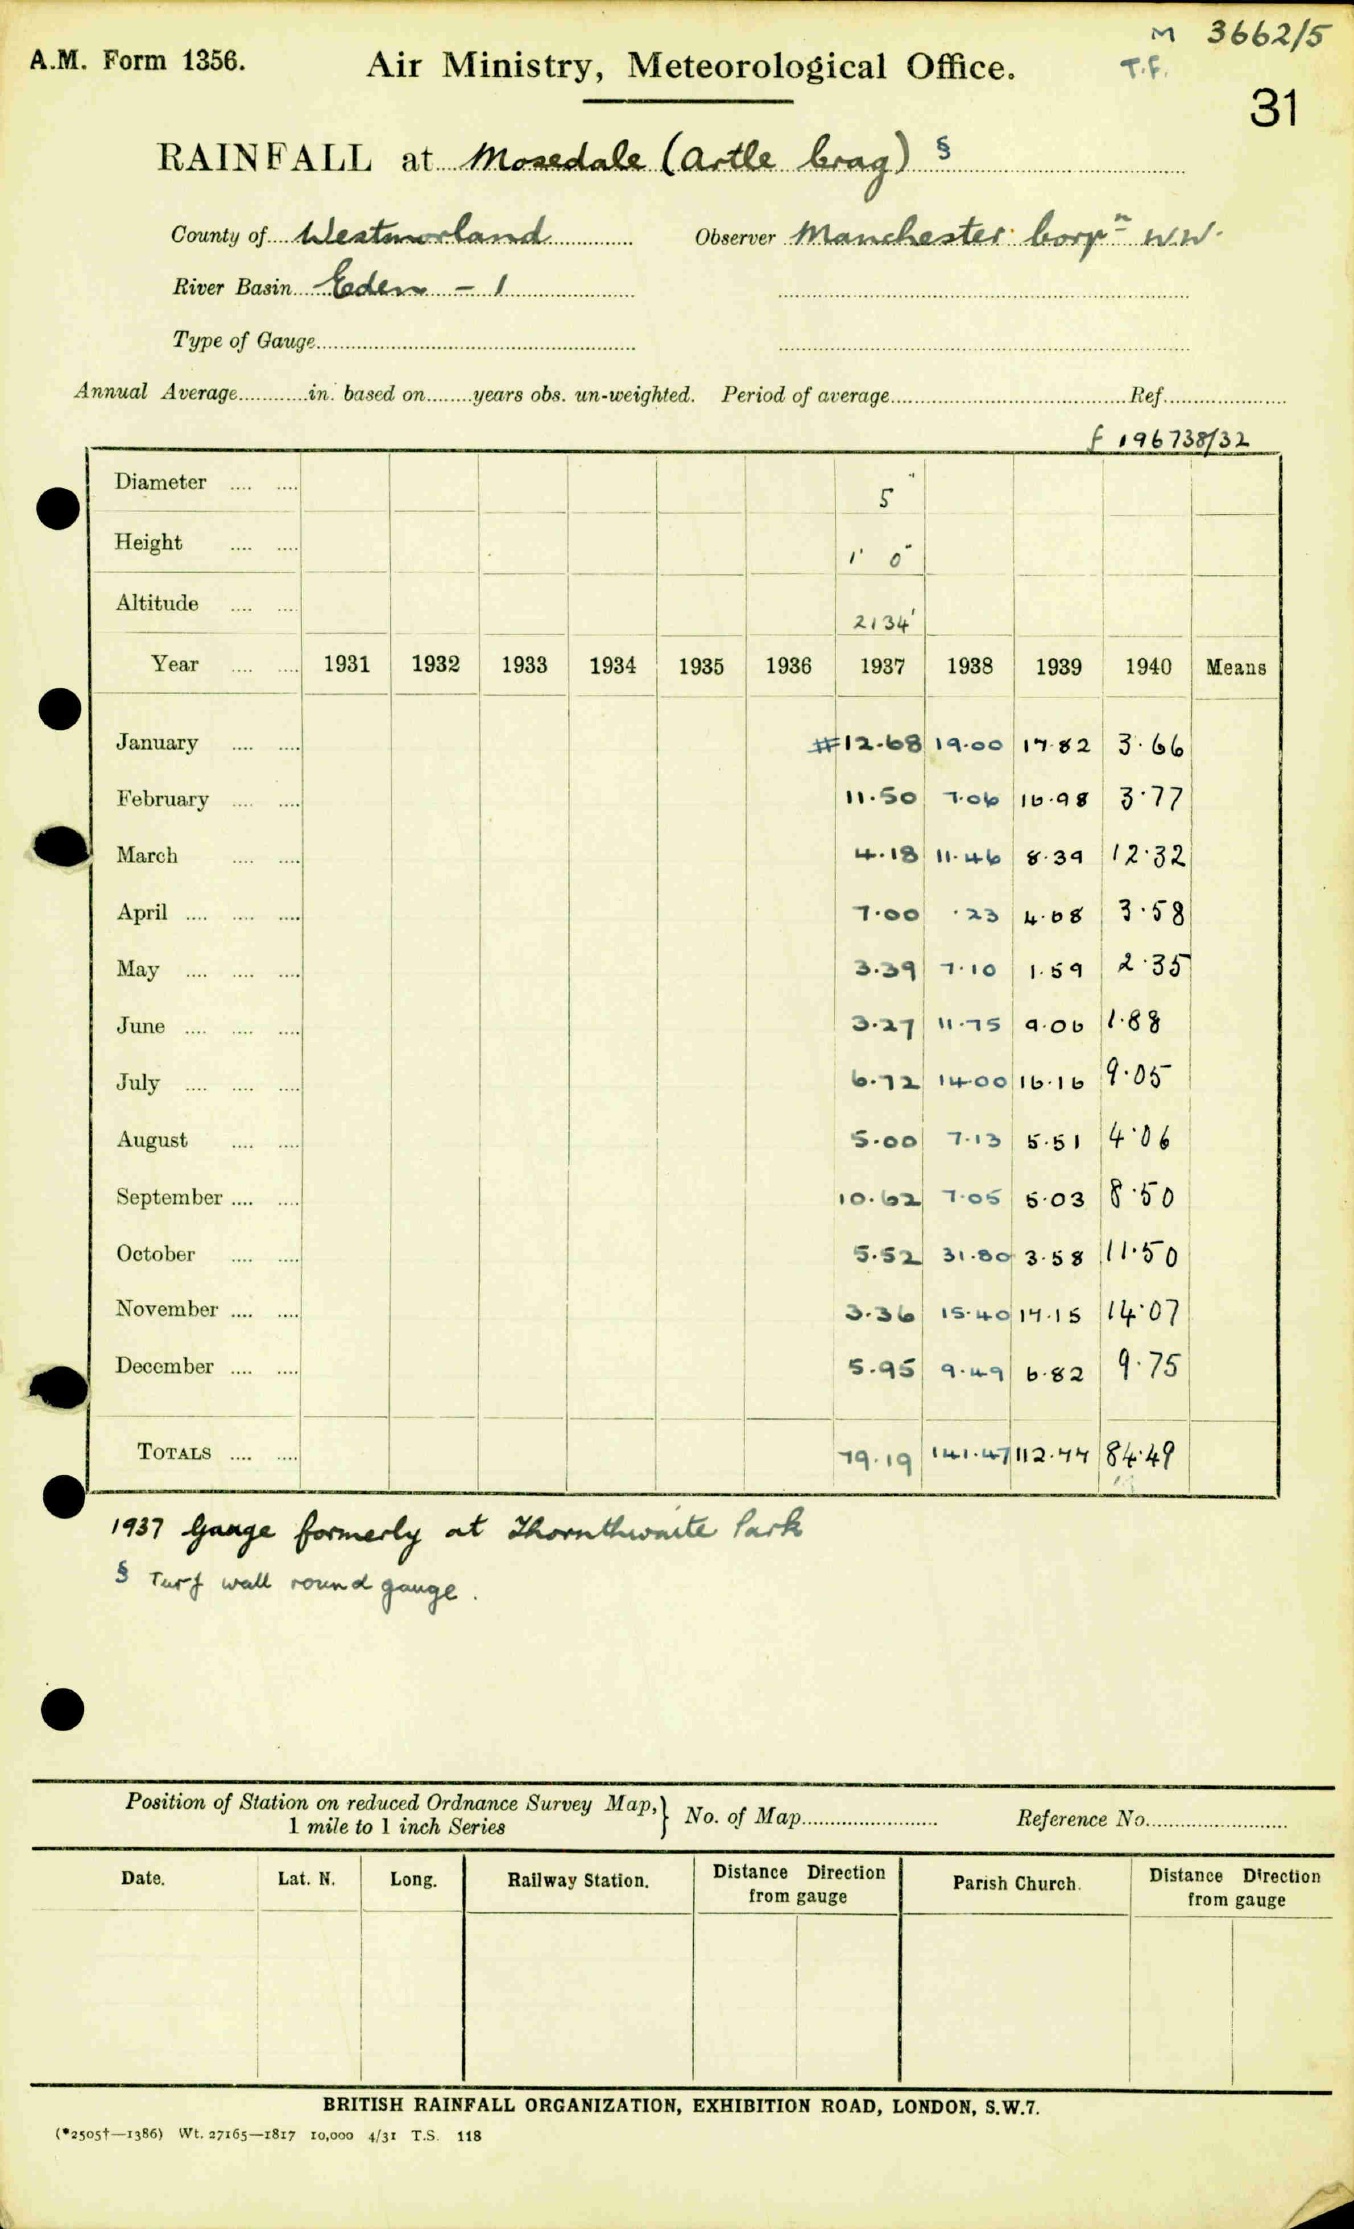 M 3662/5
T.F.
A.M. Form 1356.
Air Ministry, Meteorological Office.
31
RAINFALL at Mosedale (Artle Crag) §
County of Westmorland Observer Manchester Corpn W.W.
River Basin Eden - 1
Type of Gauge
Annual Average in. based on years obs. un-weighted. Period of average Ref.
f 196738/32
Diameter 5"
Height 1' 0"
Altitude 2134'
Year 1931 1932 1933 1934 1935 1936 1937 1938 1939 1940 Means
January #12.68 19.00 17.82 3.66
February 11.50 7.06 16.98 3.77
March 4.18 11.46 8.39 12.32
April 7.00 .23 4.68 3.58
May 3.39 7.10 1.59 2.35
June 3.27 11.75 9.06 1.88
July 6.72 14.00 16.16 9.05
August 5.00 7.13 5.51 4.06
September 10.62 7.05 5.03 8.50
October 5.52 31.80 3.58 11.50
November 3.36 15.40 17.15 14.07
December 5.95 9.49 6.82 9.75
TOTALS 79.19 141.47 112.77 84.49
1937 Gauge formerly at Thornthwaite Park
§ Turf wall round gauge.
Position of Station on reduced Ordnance Survey Map,} No. of Map Reference No.
1 mile to 1 inch Series
Date. Lat. N. Long. Railway Station. Distance Direction from gauge Parish Church. Distance Direction from gauge
BRITISH RAINFALL ORGANIZATION, EXHIBITION ROAD, LONDON, S.W.7.
(*2505†—1386) Wt. 27165—1817 10,000 4/31 T.S. 118